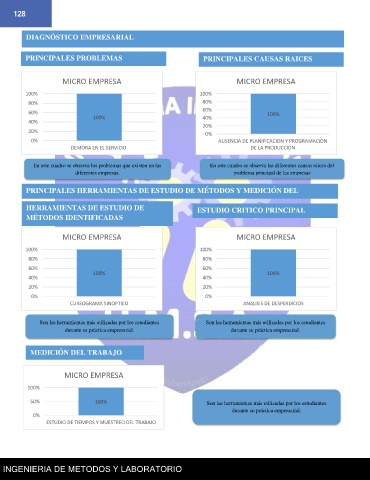 128
DIAGNÓSTICO EMPRESARIAL
PRINCIPALES PROBLEMAS
PRINCIPALES CAUSAS RAICES
MICRO EMPRESA
100%
80%
60%
40%
20%
0%
100%
DEMORA EN EL SERVICIO
MICRO EMPRESA
100%
80%
60%
40%
20%
0%
100%
AUSENCIA DE PLANIFICACION Y PROGRAMACION
DE LA PRODUCCION
En este cuadro se observa los problemas que existen en las
diferentes empresas.
En este cuadro se observa las diferentes causas raíces del
problema principal de las empresas
PRINCIPALES HERRAMIENTAS DE ESTUDIO DE MÉTODOS Y MEDICIÓN DEL
HERRAMIENTAS DE ESTUDIO DE
MÉTODOS IDENTIFICADAS
ESTUDIO CRITICO PRINCIPAL
MICRO EMPRESA
100%
80%
60%
40%
20%
0%
100%
CURSOGRAMA SINOPTICO
MICRO EMPRESA
100%
80%
60%
40%
20%
0%
100%
ANALISIS DE DESPERDICIOS
Son las herramientas más utilizadas por los estudiantes
durante su práctica empresarial.
Son las herramientas más utilizadas por los estudiantes
durante su práctica empresarial.
MEDICIÓN DEL TRABAJO
MICRO EMPRESA
100%
50%
0%
100%
ESTUDIO DE TIEMPOS Y MUESTREO DEL TRABAJO
Son las herramientas más utilizadas por los estudiantes
durante su práctica empresarial.
INGENIERIA DE METODOS Y LABORATORIO